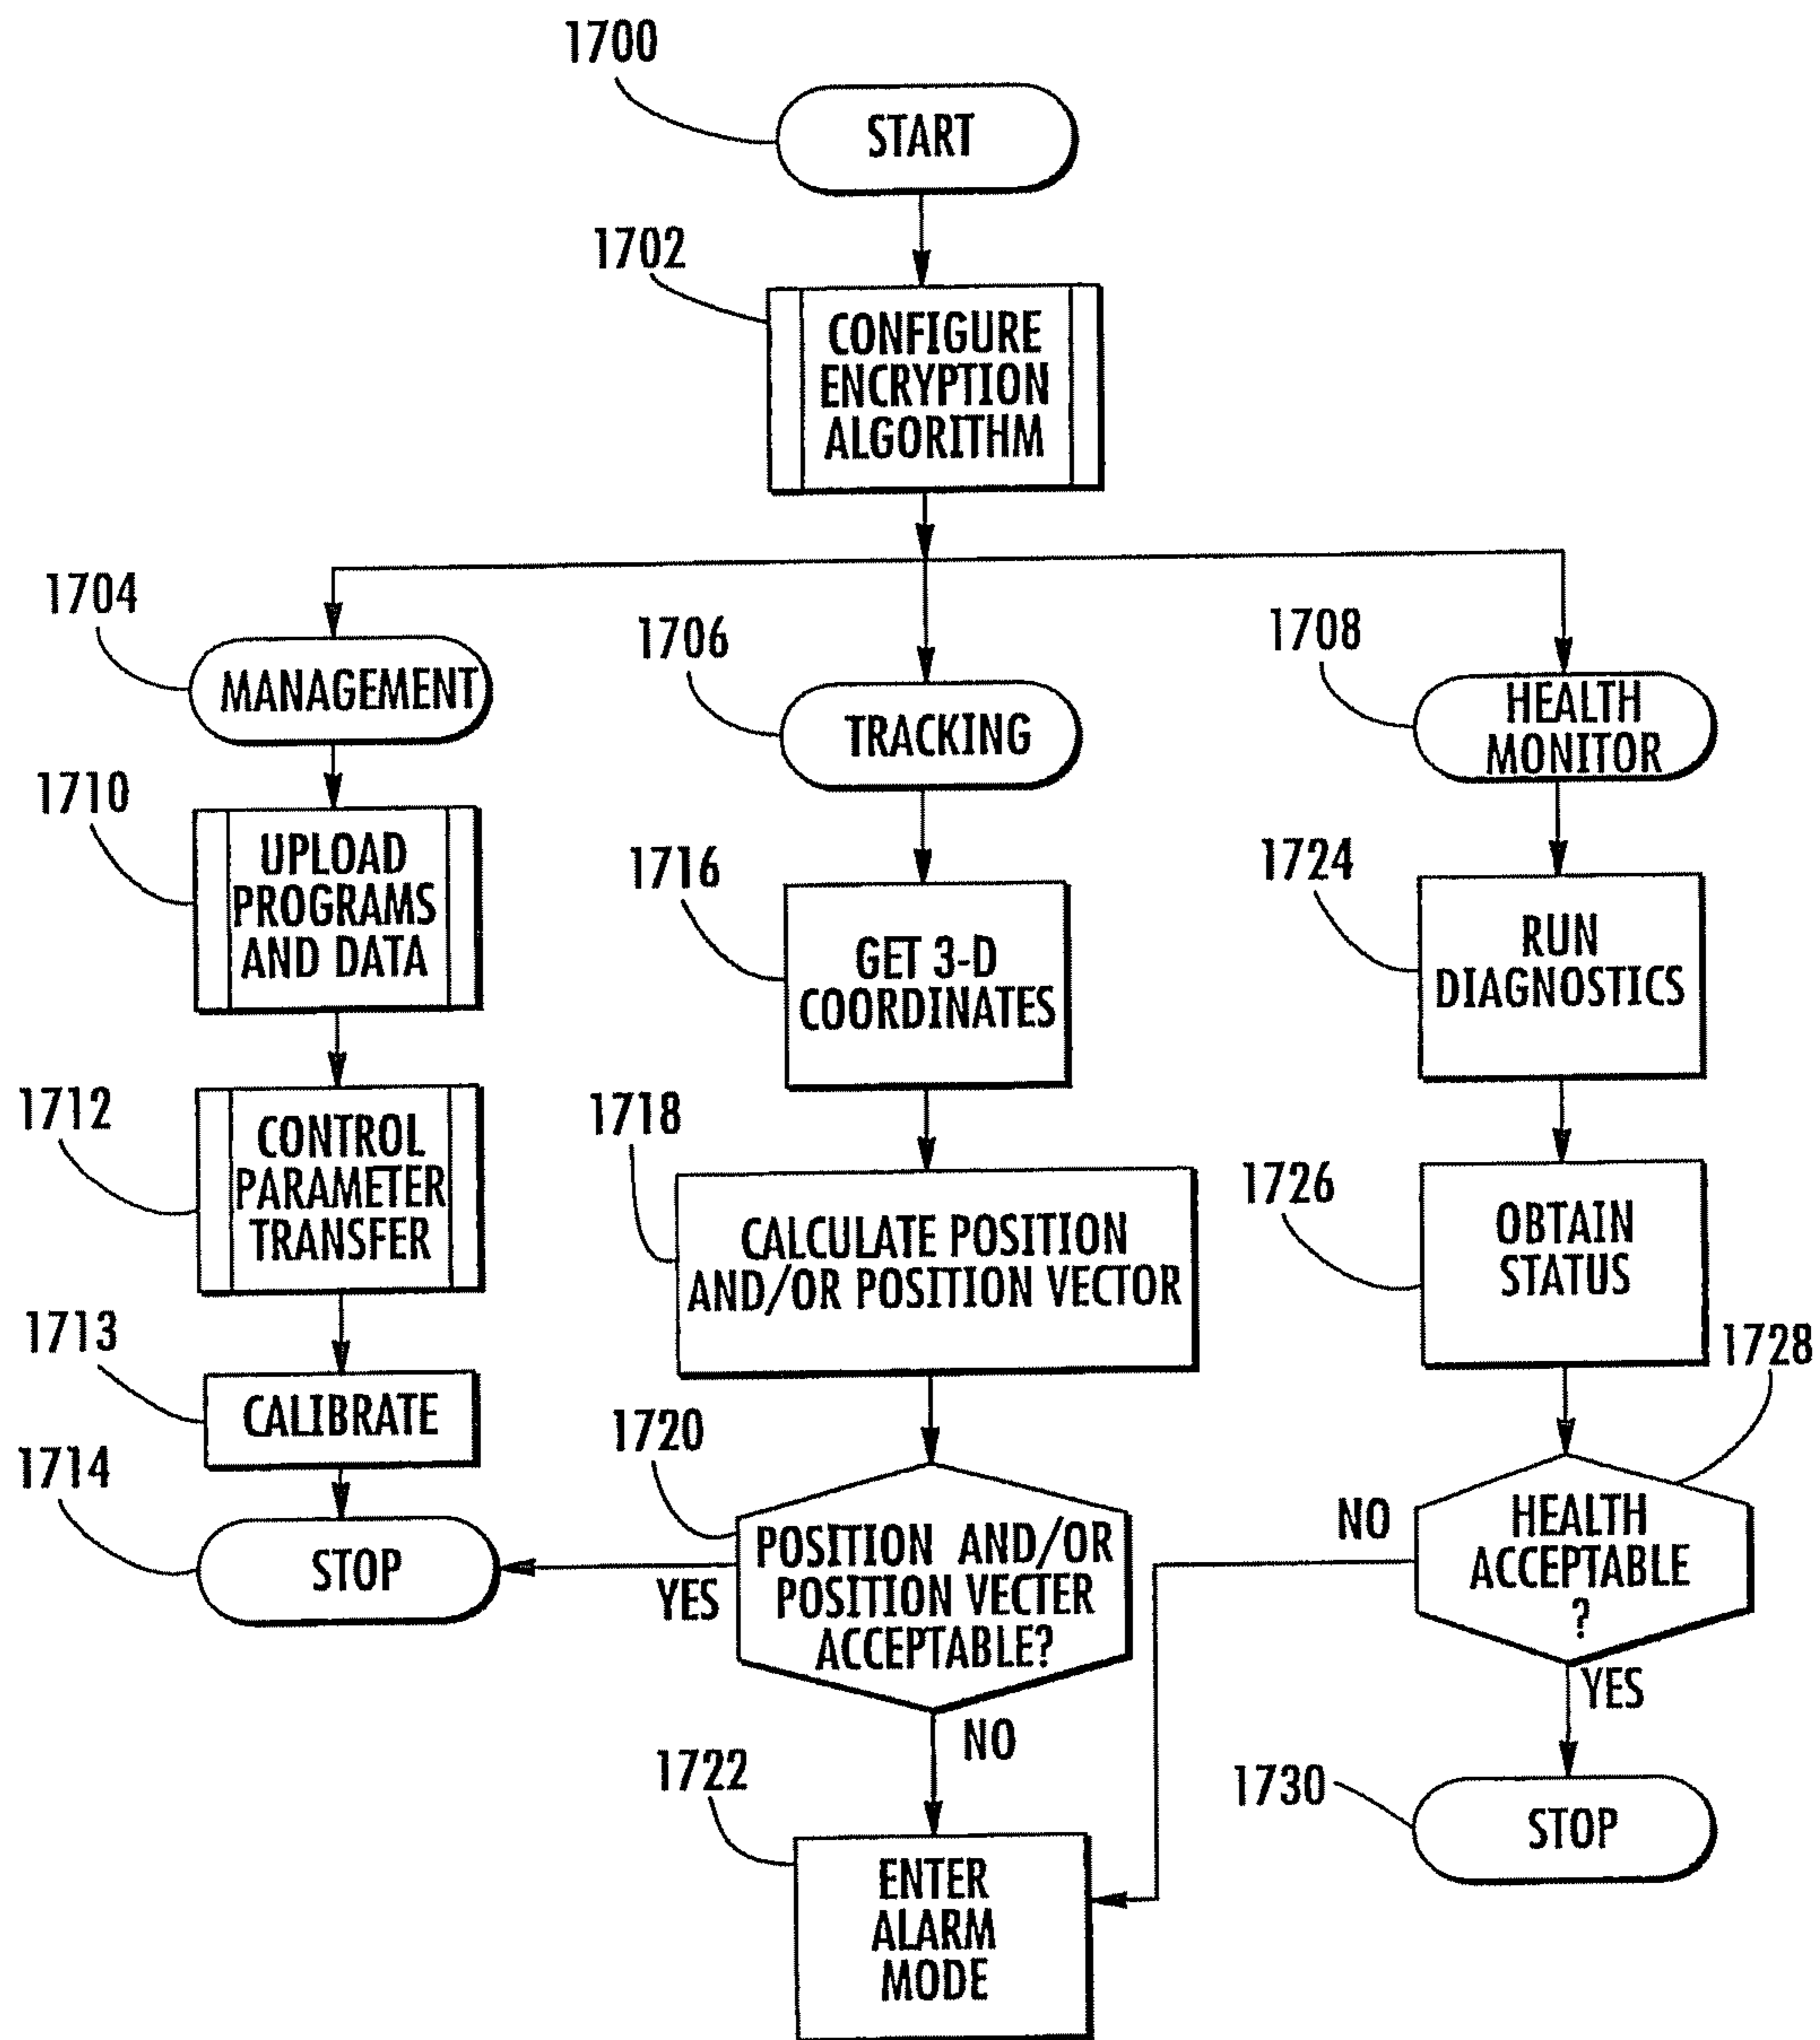 1700
START
1702
CONFIGURE
ENCRYPTION
ALGORITHM
1704
MANAGEMENT
1706
TRACKING
1708
HEALTH
MONITOR
1710
UPLOAD
PROGRAMS
AND DATA
1716
GET 3-D
COORDINATES
1724
RUN
DIAGNOSTICS
1712
CONTROL
PARAMETER
TRANSFER
1718
CALCULATE POSITION
AND/OR POSITION VECTOR
1726
OBTAIN
STATUS
1713
CALIBRATE
1714
STOP
1720
POSITION AND/OR
POSITION VECTER
ACCEPTABLE?
YES
NO
1728
HEALTH
ACCEPTABLE
?
NO
YES
1722
ENTER
ALARM
MODE
1730
STOP